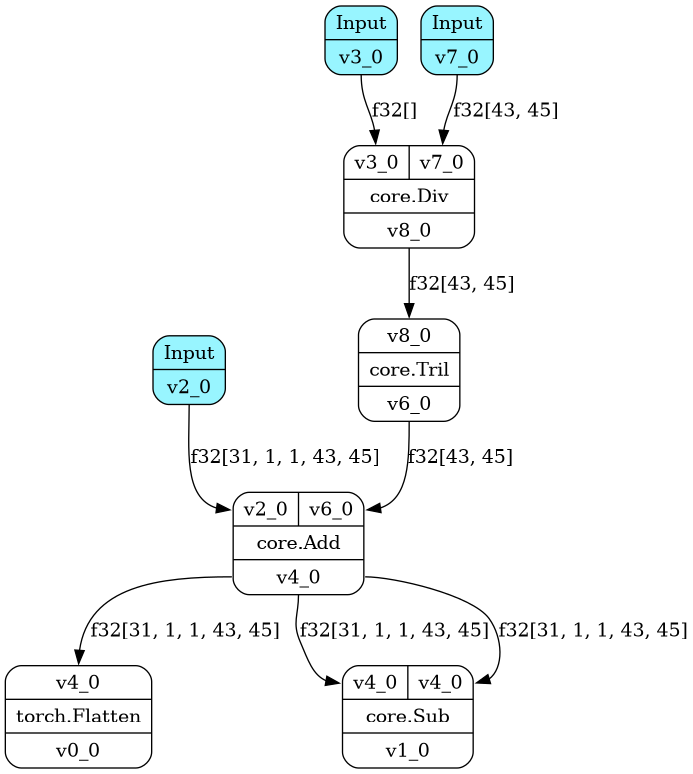 Input
v3_0
Input
v7_0
f32[]
f32[43, 45]
v3_0
v7_0
core.Div
v8_0
f32[43, 45]
v8_0
core.Tril
v6_0
Input
v2_0
f32[31, 1, 1, 43, 45]
f32[43, 45]
v2_0
v6_0
core.Add
v4_0
f32[31, 1, 1, 43, 45]
f32[31, 1, 1, 43, 45]
f32[31, 1, 1, 43, 45]
v4_0
torch.Flatten
v0_0
v4_0
v4_0
core.Sub
v1_0